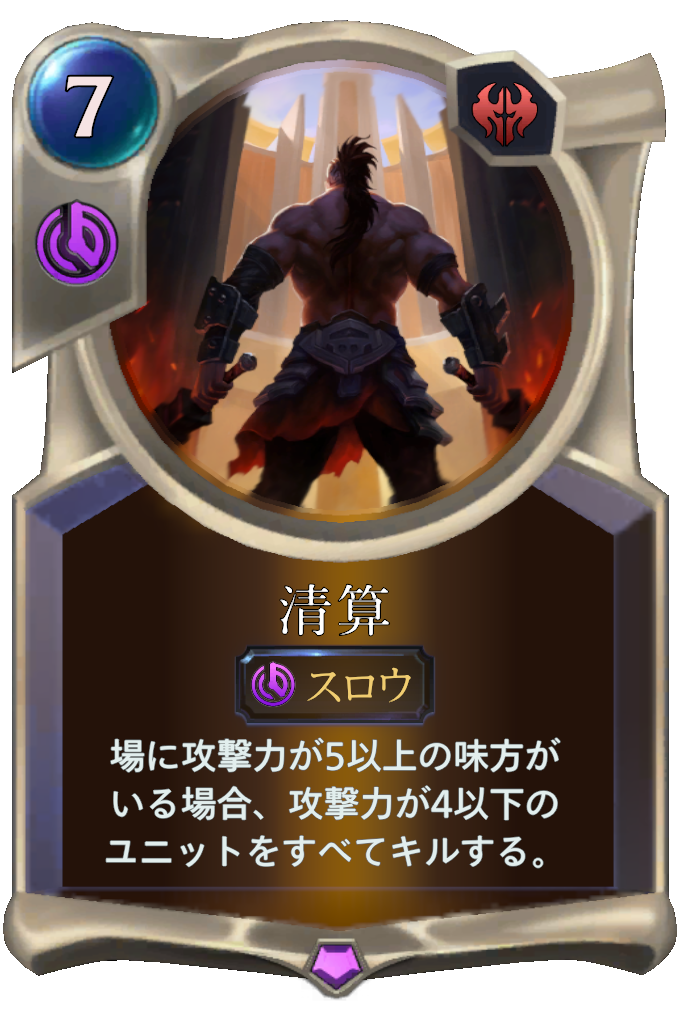 7
清算
スロウ
場に攻撃力が5以上の味方が
いる場合、攻撃力が4以下の
ユニットをすべてキルする。